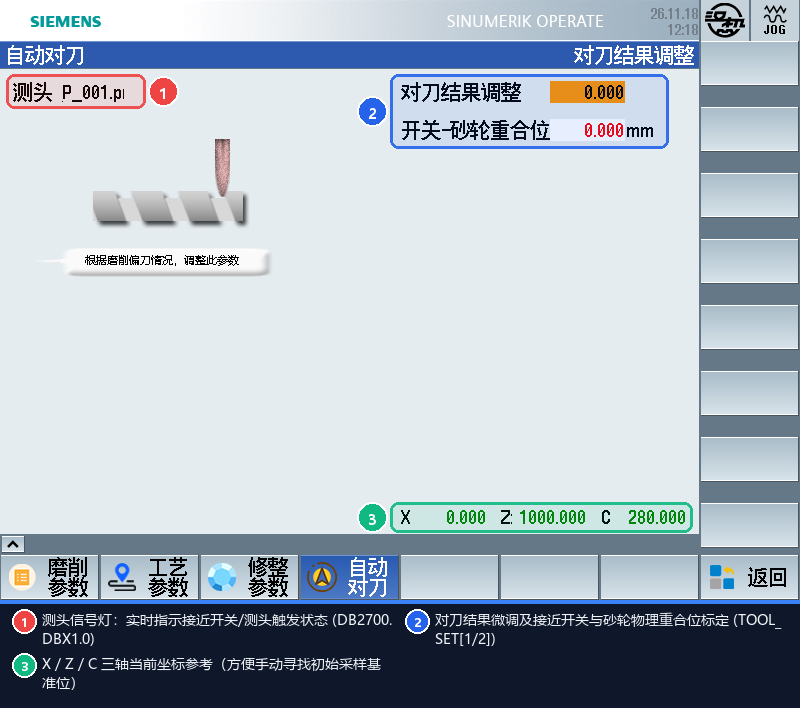 SIEMENS
SINUMERIK OPERATE
26.11.18
12:18
JOG
自动对刀
对刀结果调整
测头 P_001.pr
1
2
对刀结果调整 0.000
开关-砂轮重合位 0.000 mm
根据磨削偏刀情况，调整此参数
3
X 0.000 Z: 1000.000 C 280.000
磨削参数
工艺参数
修整参数
自动对刀
返回
1 测头信号灯：实时指示接近开关/测头触发状态 (DB2700.
DBX1.0)
2 对刀结果微调及接近开关与砂轮物理重合位标定 (TOOL_
SET[1/2])
3 X / Z / C 三轴当前坐标参考（方便手动寻找初始采样基
准位）